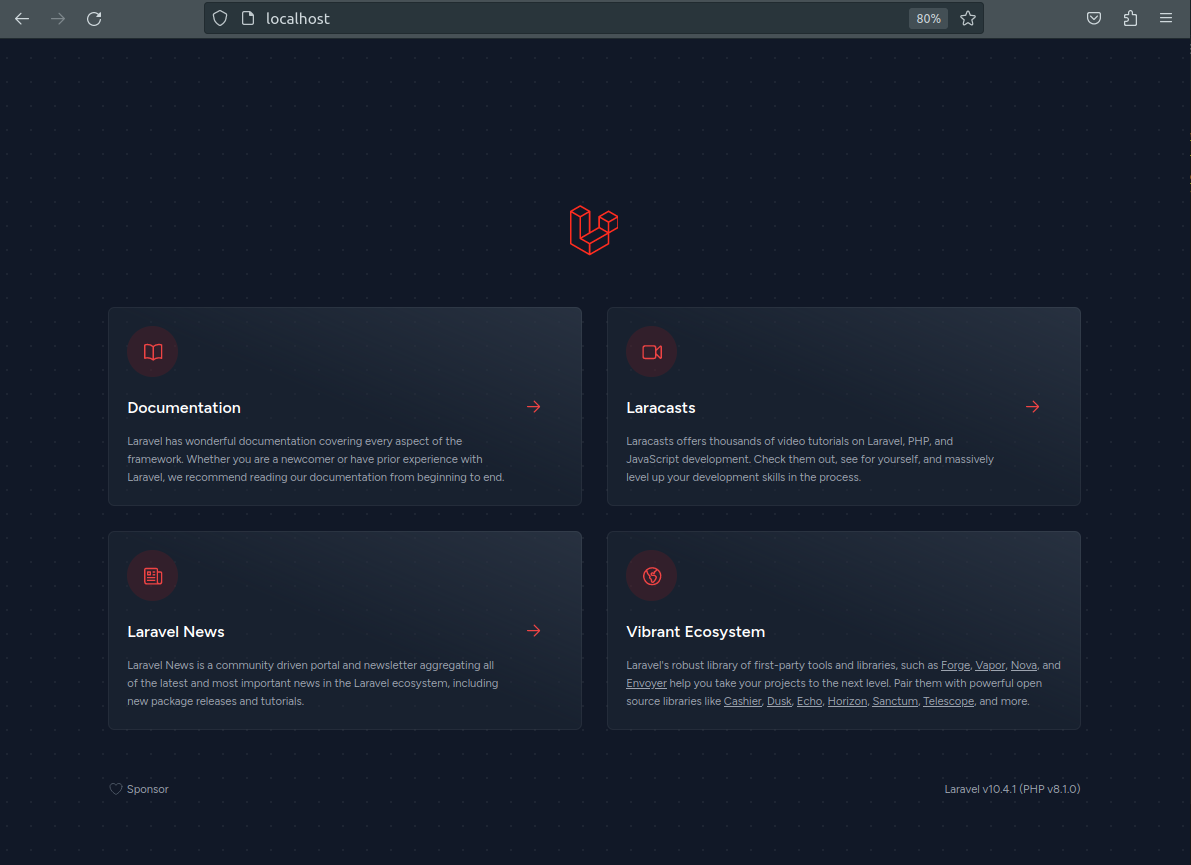 localhost
80%
Documentation
Laravel has wonderful documentation covering every aspect of the
framework. Whether you are a newcomer or have prior experience with
Laravel, we recommend reading our documentation from beginning to end.
Laracasts
Laracasts offers thousands of video tutorials on Laravel, PHP, and
JavaScript development. Check them out, see for yourself, and massively
level up your development skills in the process.
Laravel News
Laravel News is a community driven portal and newsletter aggregating all
of the latest and most important news in the Laravel ecosystem, including
new package releases and tutorials.
Vibrant Ecosystem
Laravel's robust library of first-party tools and libraries, such as Forge, Vapor, Nova, and
Envoyer help you take your projects to the next level. Pair them with powerful open
source libraries like Cashier, Dusk, Echo, Horizon, Sanctum, Telescope, and more.
Sponsor
Laravel v10.4.1 (PHP v8.1.0)